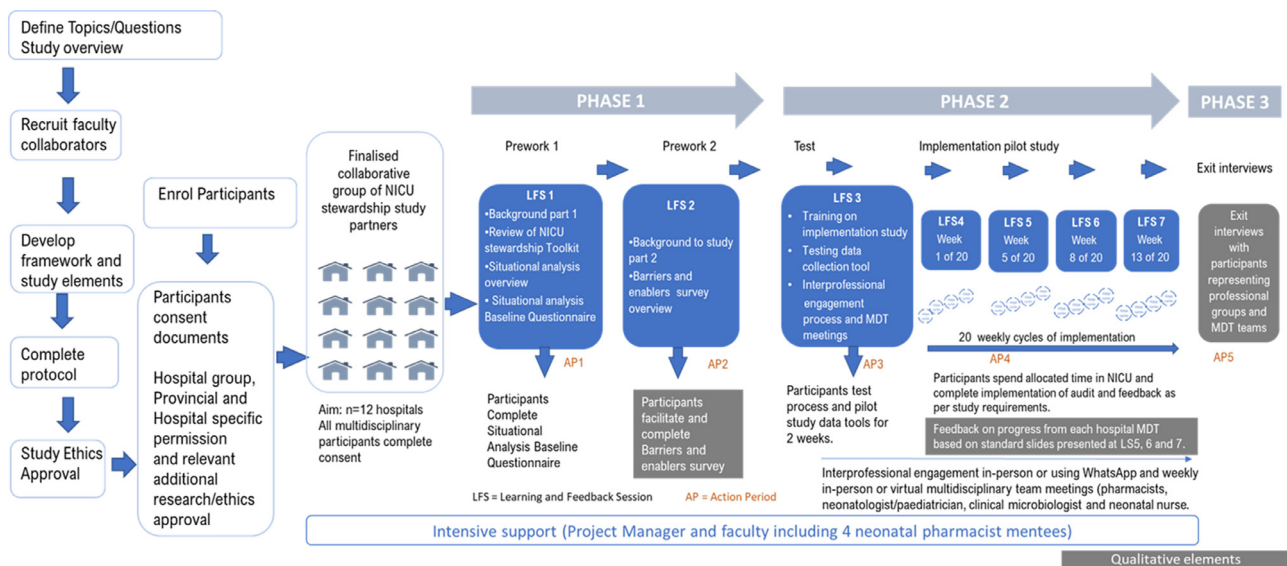 Define Topics/Questions
Study overview
Recruit faculty
collaborators
Develop
framework and
study elements
Complete
protocol
Study Ethics
Approval
Enrol Participants
Participants
consent
documents
Hospital group,
Provincial and
Hospital specific
permission
and relevant
additional
research/ethics
approval
Finalised
collaborative
group of NICU
stewardship study
partners
Aim: n=12 hospitals
All multidisciplinary
participants complete
consent
PHASE 1
Prework 1
Prework 2
LFS 1
•Background part 1
•Review of NICU
stewardship Toolkit
•Situational analysis
overview
• Situational analysis
Baseline Questionnaire
AP1
Participants
Complete
Situational
Analysis Baseline
Questionnaire
LFS 2
•Background to study
part 2
•Barriers and
enablers survey
overview
AP2
Participants
facilitate and
complete
Barriers and
enablers survey
LFS = Learning and Feedback Session
AP = Action Period
PHASE 2
Test
Implementation pilot study
LFS 3
• Training on
implementation study
• Testing data
collection tool
• Interprofessional
engagement
process and MDT
meetings
AP3
Participants test
process and pilot
study data tools for
2 weeks.
LFS4
Week
1 of 20
LFS 5
Week
5 of 20
LFS 6
Week
8 of 20
LFS 7
Week
13 of 20
20 weekly cycles of implementation
AP4
Participants spend allocated time in NICU and
complete implementation of audit and feedback as
per study requirements.
Feedback on progress from each hospital MDT
based on standard slides presented at LS5, 6 and 7.
Interprofessional engagement in-person or using WhatsApp and weekly
in-person or virtual multidisciplinary team meetings (pharmacists,
neonatologist/paediatrician, clinical microbiologist and neonatal nurse.
PHASE 3
Exit interviews
Exit
interviews
with
participants
representing
professional
groups and
MDT teams
AP5
Intensive support (Project Manager and faculty including 4 neonatal pharmacist mentees)
Qualitative elements